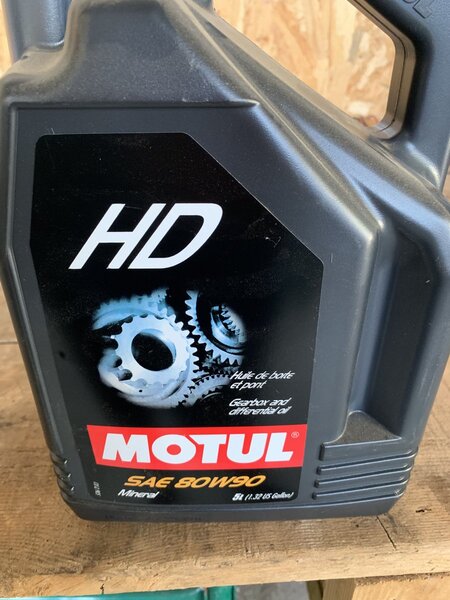 HD
Huile de boîte
et pont
Gearbox and
differential oil
MOTUL®
SAE 80W90
Mineral
5L (1.32 US Gallon)